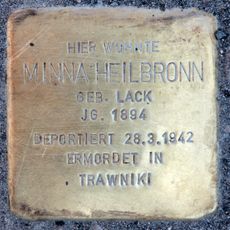 HIER WOHNTE
MINNA HEILBRONN
GEB. LACK
JG. 1894
DEPORTIERT 28.3.1942
ERMORDET IN
TRAWNIKI